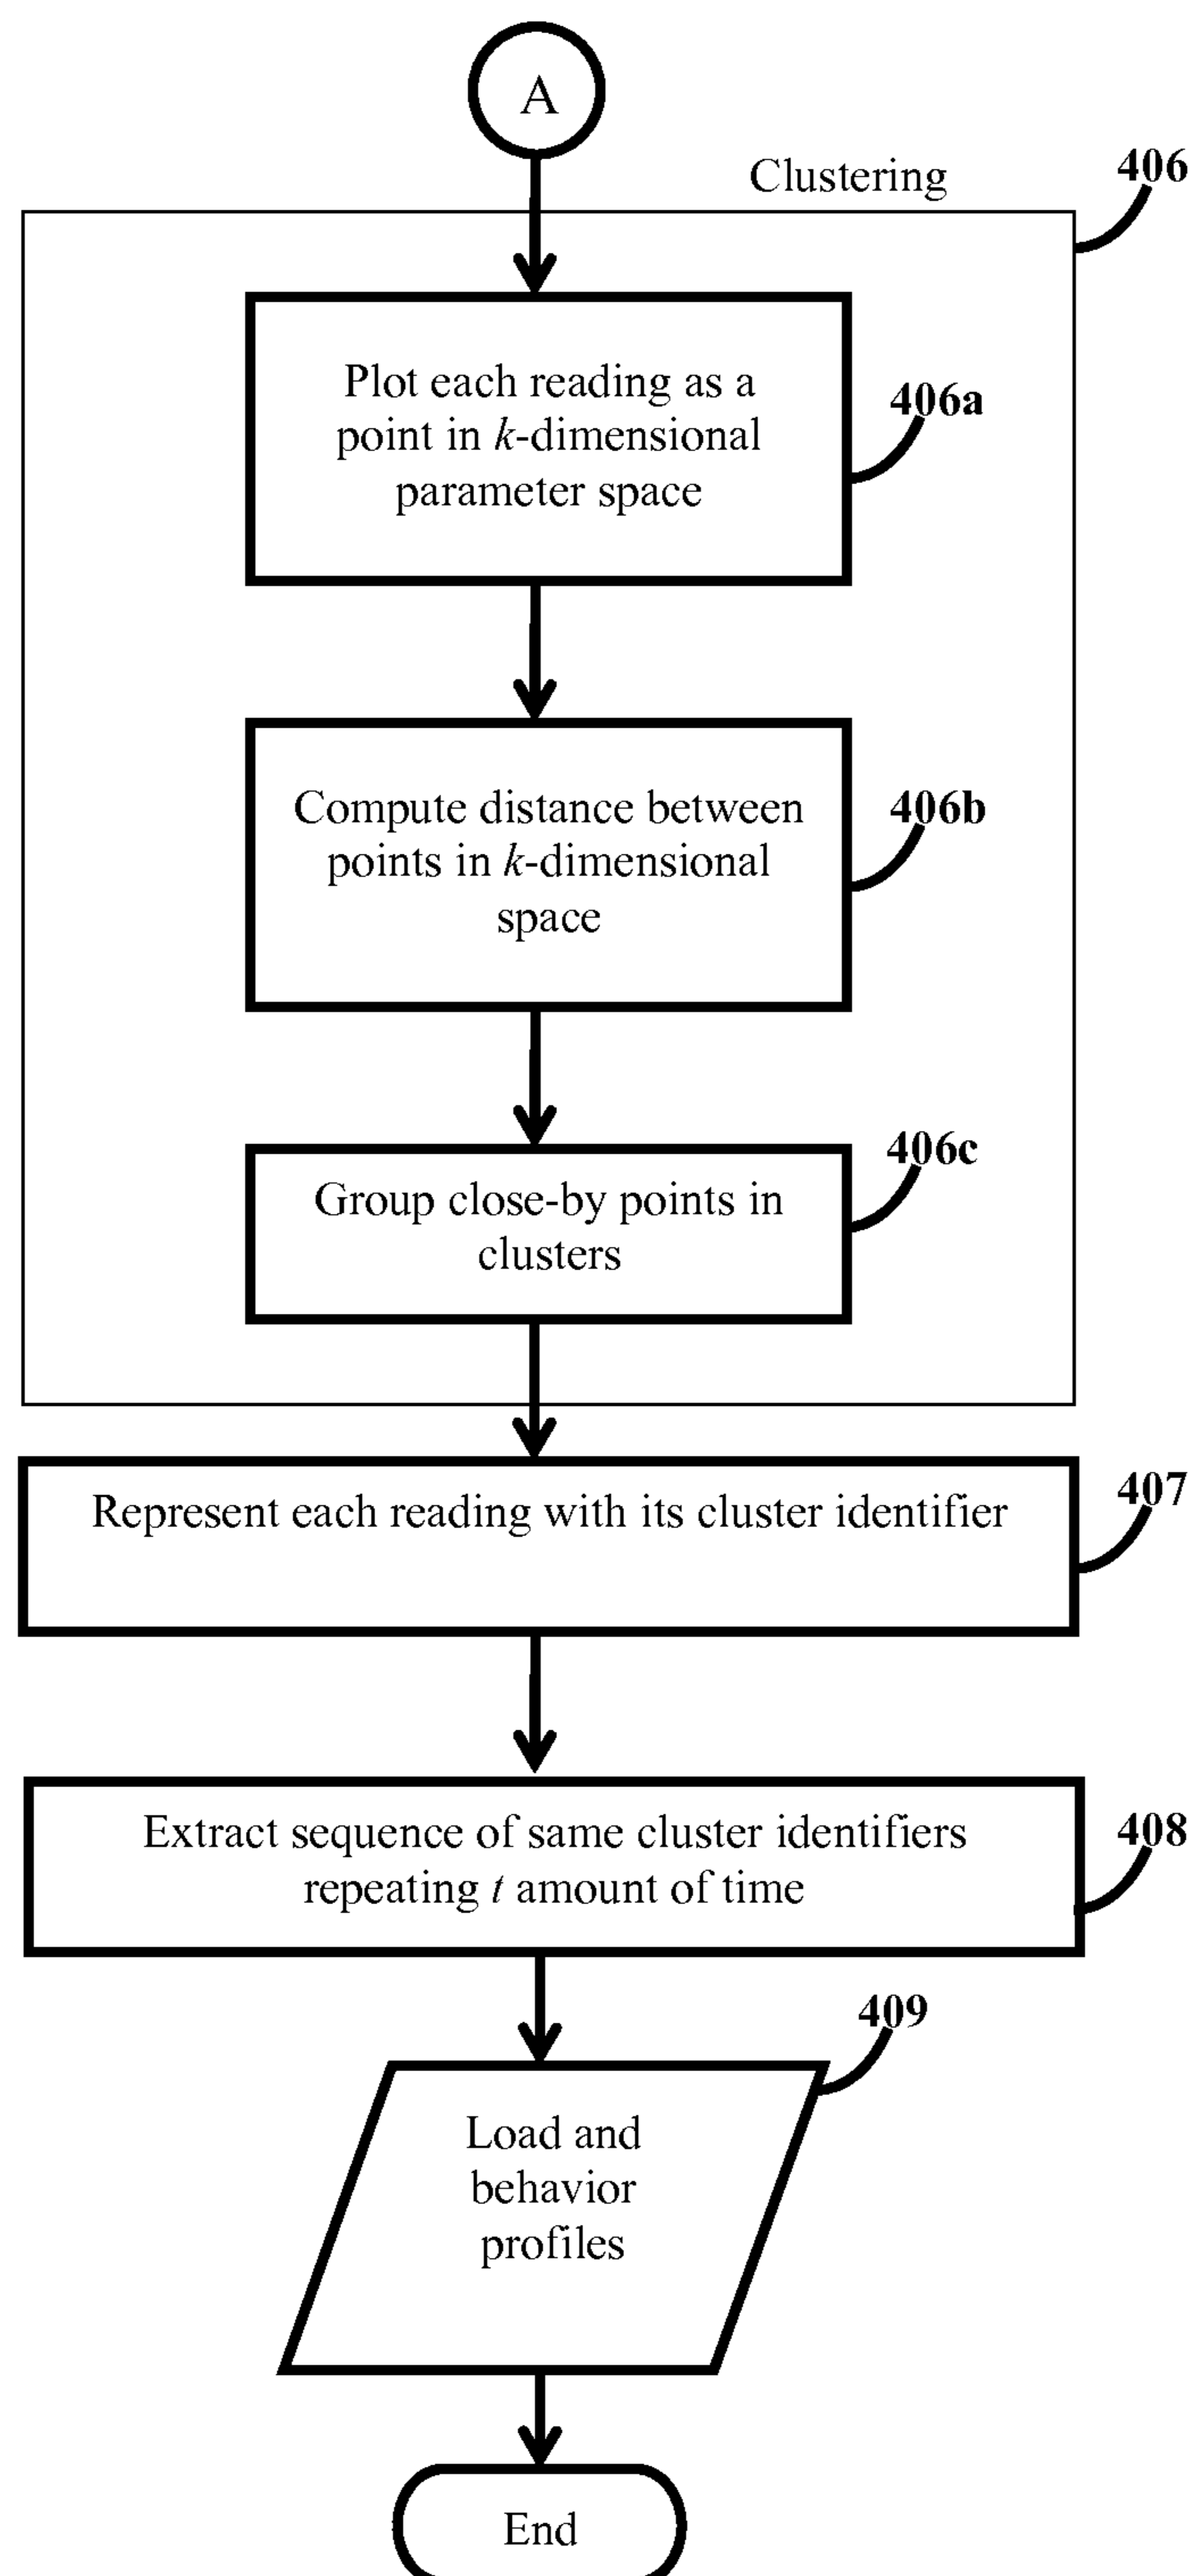 A
Clustering
406
Plot each reading as a
point in k-dimensional
parameter space
406a
Compute distance between
points in k-dimensional
space
406b
Group close-by points in
clusters
406c
Represent each reading with its cluster identifier
407
Extract sequence of same cluster identifiers
repeating t amount of time
408
409
Load and
behavior
profiles
End